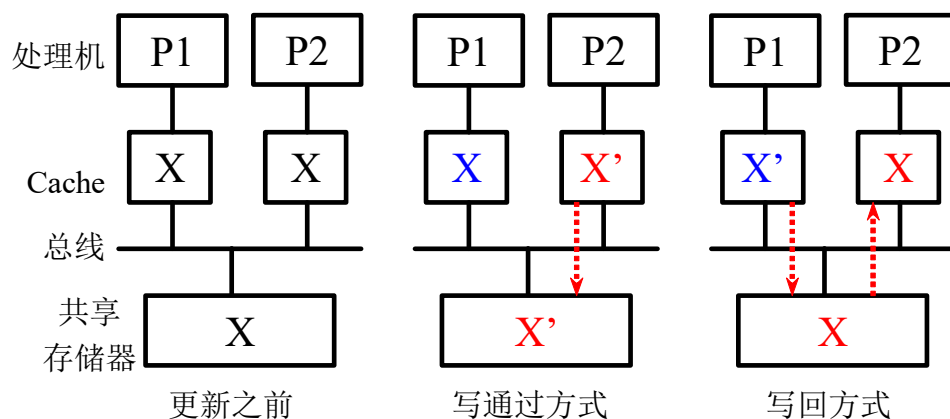 处理机 P1 P2 P1 P2 P1 P2
Cache X X X X’ X’ X
总线
共享
存储器 X X’ X
更新之前 写通过方式 写回方式